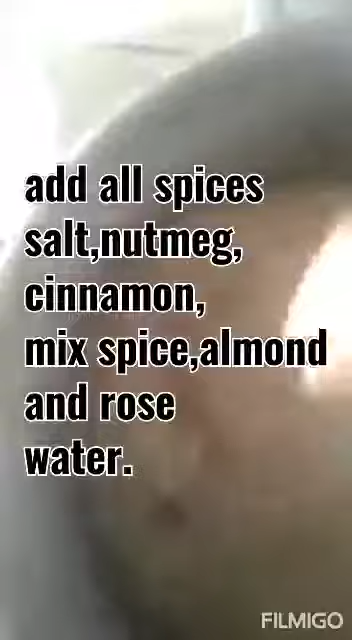 add all spices
salt,nutmeg,
cinnamon,
mix spice,almond
and rose
water.
FILMIGO